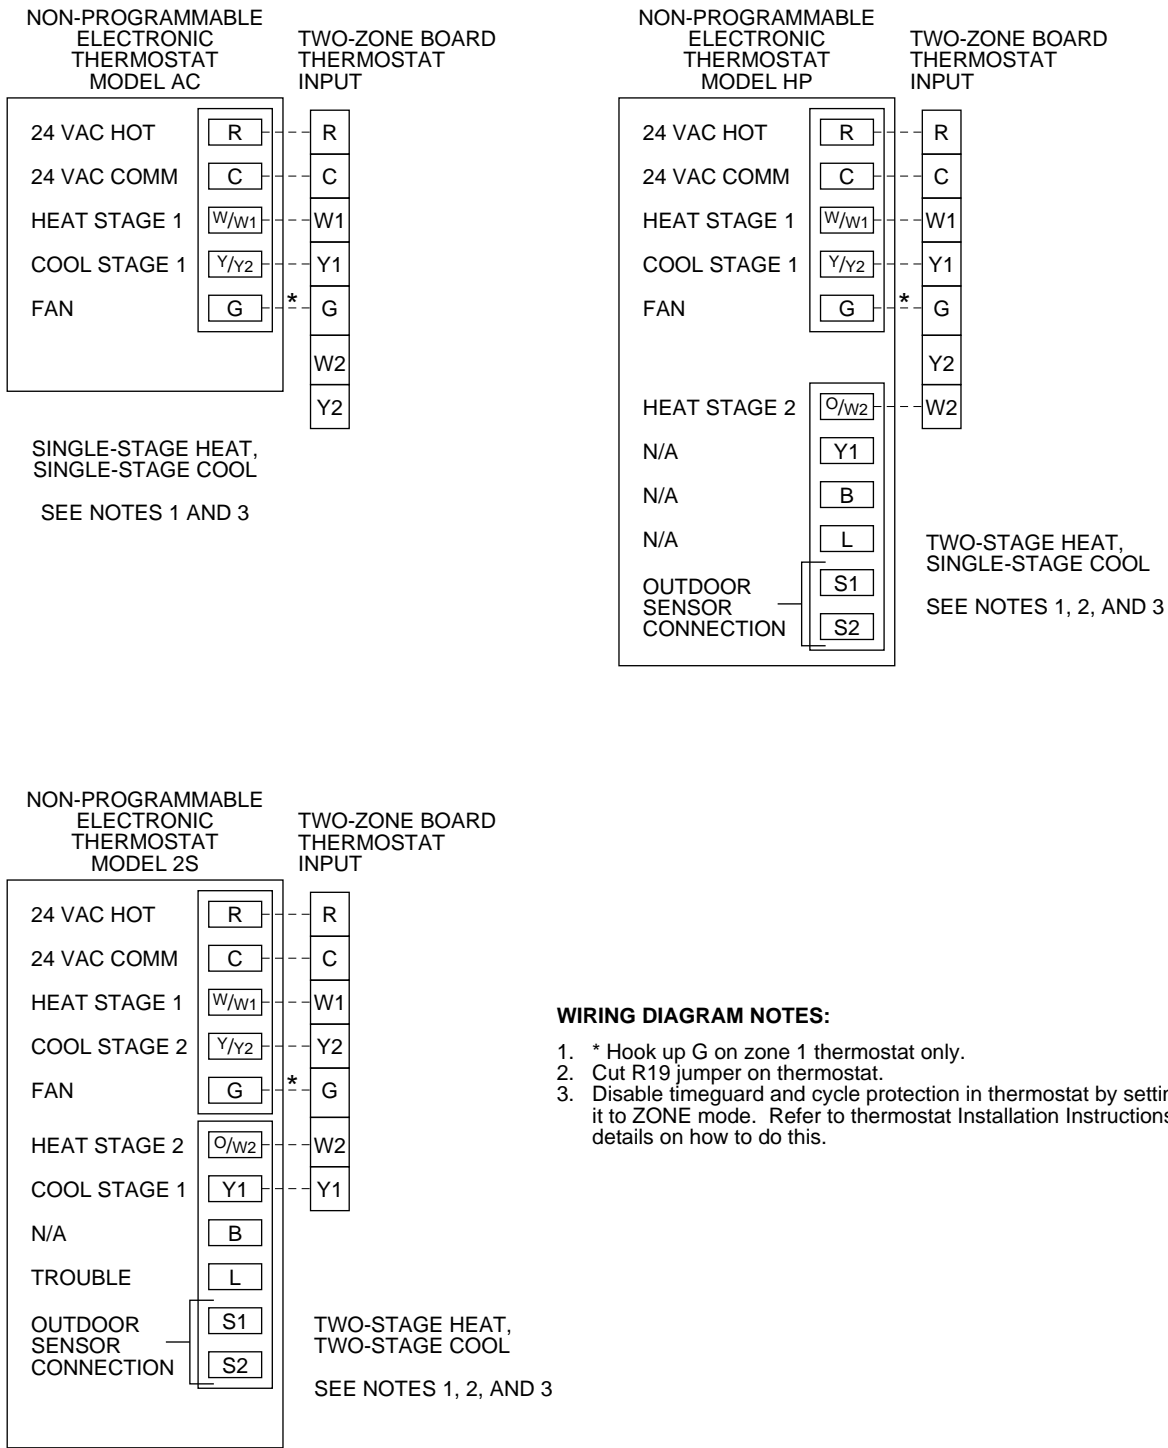 NON-PROGRAMMABLE
ELECTRONIC
THERMOSTAT
MODEL AC
TWO-ZONE BOARD
THERMOSTAT
INPUT
24 VAC HOT R R
24 VAC COMM C C
HEAT STAGE 1 W/W1 W1
COOL STAGE 1 Y/Y2 Y1
FAN G * G
W2
Y2
SINGLE-STAGE HEAT,
SINGLE-STAGE COOL
SEE NOTES 1 AND 3
NON-PROGRAMMABLE
ELECTRONIC
THERMOSTAT
MODEL HP
TWO-ZONE BOARD
THERMOSTAT
INPUT
24 VAC HOT R R
24 VAC COMM C C
HEAT STAGE 1 W/W1 W1
COOL STAGE 1 Y/Y2 Y1
FAN G * G
Y2
HEAT STAGE 2 O/W2 W2
N/A Y1
N/A B
N/A L
OUTDOOR
SENSOR
CONNECTION
S1
S2
TWO-STAGE HEAT,
SINGLE-STAGE COOL
SEE NOTES 1, 2, AND 3
NON-PROGRAMMABLE
ELECTRONIC
THERMOSTAT
MODEL 2S
TWO-ZONE BOARD
THERMOSTAT
INPUT
24 VAC HOT R R
24 VAC COMM C C
HEAT STAGE 1 W/W1 W1
COOL STAGE 2 Y/Y2 Y2
FAN G * G
HEAT STAGE 2 O/W2 W2
COOL STAGE 1 Y1 Y1
N/A B
TROUBLE L
OUTDOOR
SENSOR
CONNECTION
S1
S2
TWO-STAGE HEAT,
TWO-STAGE COOL
SEE NOTES 1, 2, AND 3
WIRING DIAGRAM NOTES:
1. * Hook up G on zone 1 thermostat only.
2. Cut R19 jumper on thermostat.
3. Disable timeguard and cycle protection in thermostat by
it to ZONE mode. Refer to thermostat Installation
details on how to do this.